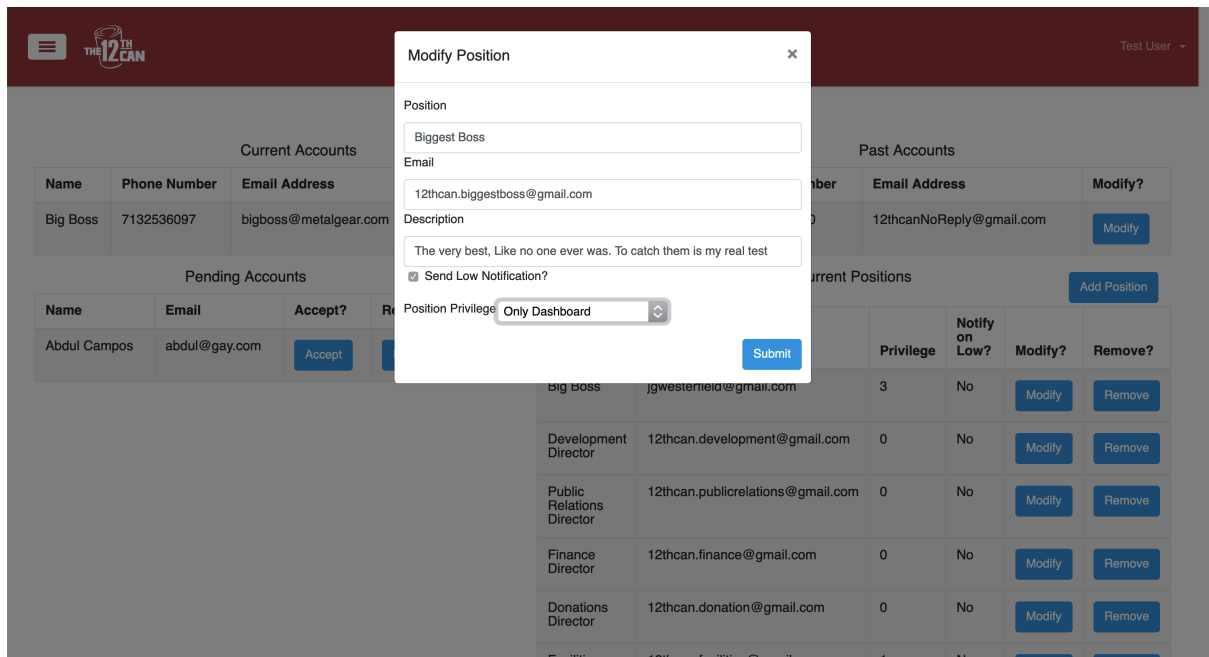 THE 12TH CAN
Test User
Modify Position ×
Position
Biggest Boss
Email
12thcan.biggestboss@gmail.com
Description
The very best, Like no one ever was. To catch them is my real test
Send Low Notification?
Position Privilege Only Dashboard
Submit
Current Accounts
Name Phone Number Email Address
Big Boss 7132536097 bigboss@metalgear.com
Past Accounts
Email Address Modify?
12thcanNoReply@gmail.com Modify
Pending Accounts
Name Email Accept?
Abdul Campos abdul@gay.com Accept
Positions Add Position
Privilege Notify on Low? Modify? Remove?
Big Boss jgwesterfield@gmail.com 3 No Modify Remove
Development Director 12thcan.development@gmail.com 0 No Modify Remove
Public Relations Director 12thcan.publicrelations@gmail.com 0 No Modify Remove
Finance Director 12thcan.finance@gmail.com 0 No Modify Remove
Donations Director 12thcan.donation@gmail.com 0 No Modify Remove